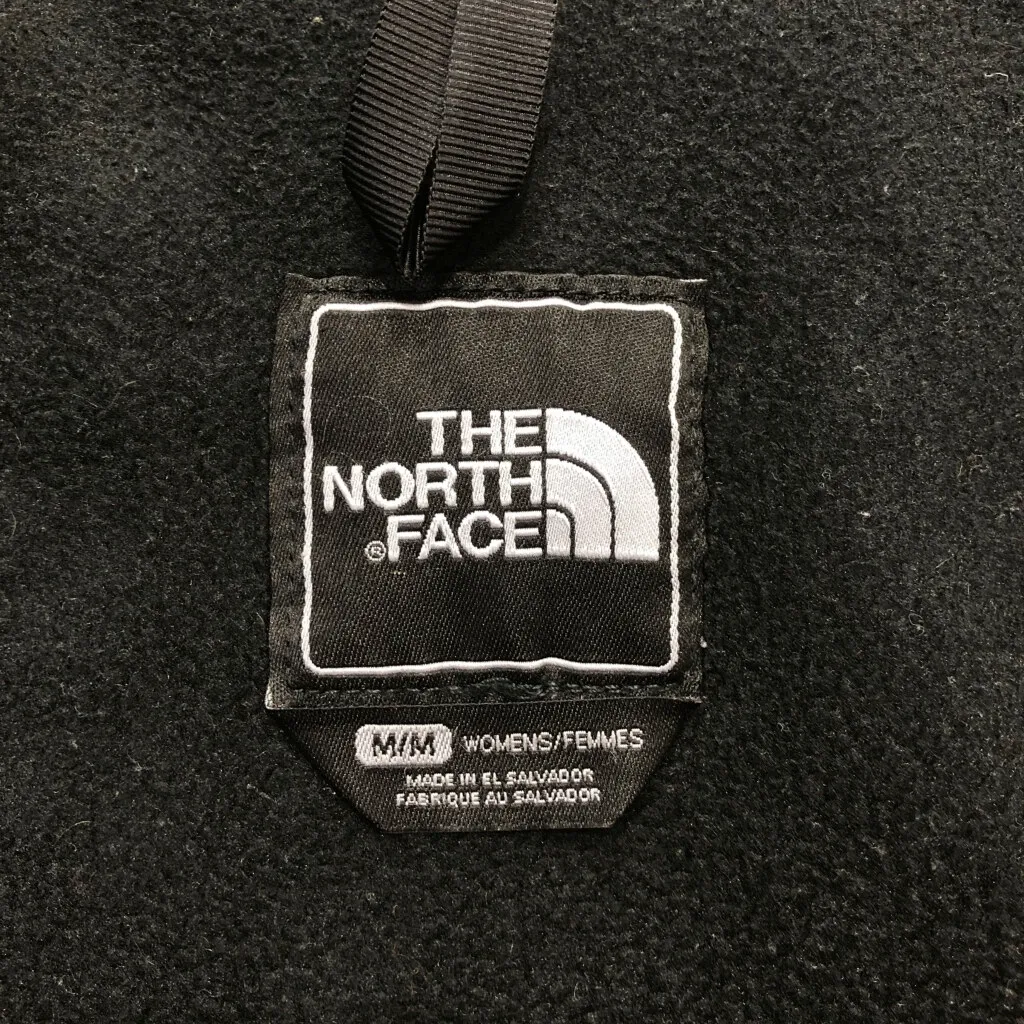 THE
NORTH
®FACE
M/M WOMENS/FEMMES
MADE IN EL SALVADOR
FABRIQUE AU SALVADOR